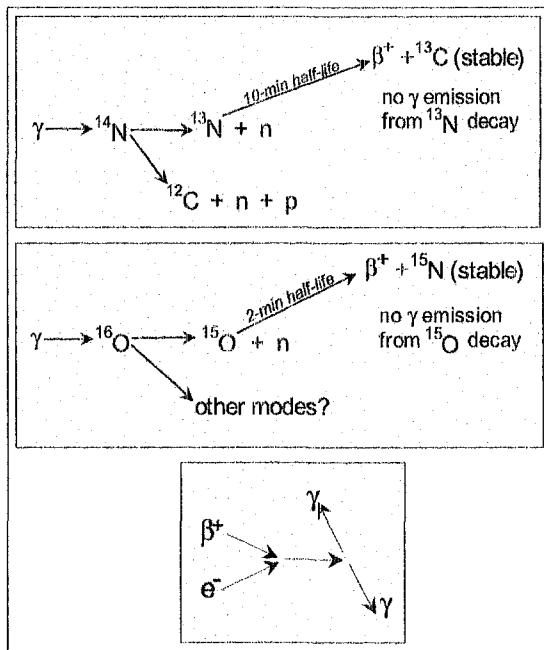 10-min half-life
β⁺ + ¹³C (stable)
no γ emission
from ¹³N decay
γ → ¹⁴N → ¹³N + n
¹²C + n + p
2-min half-life
β⁺ + ¹⁵N (stable)
no γ emission
from ¹⁵O decay
γ → ¹⁶O → ¹⁵O + n
other modes?
γ
β⁺
e⁻
γ